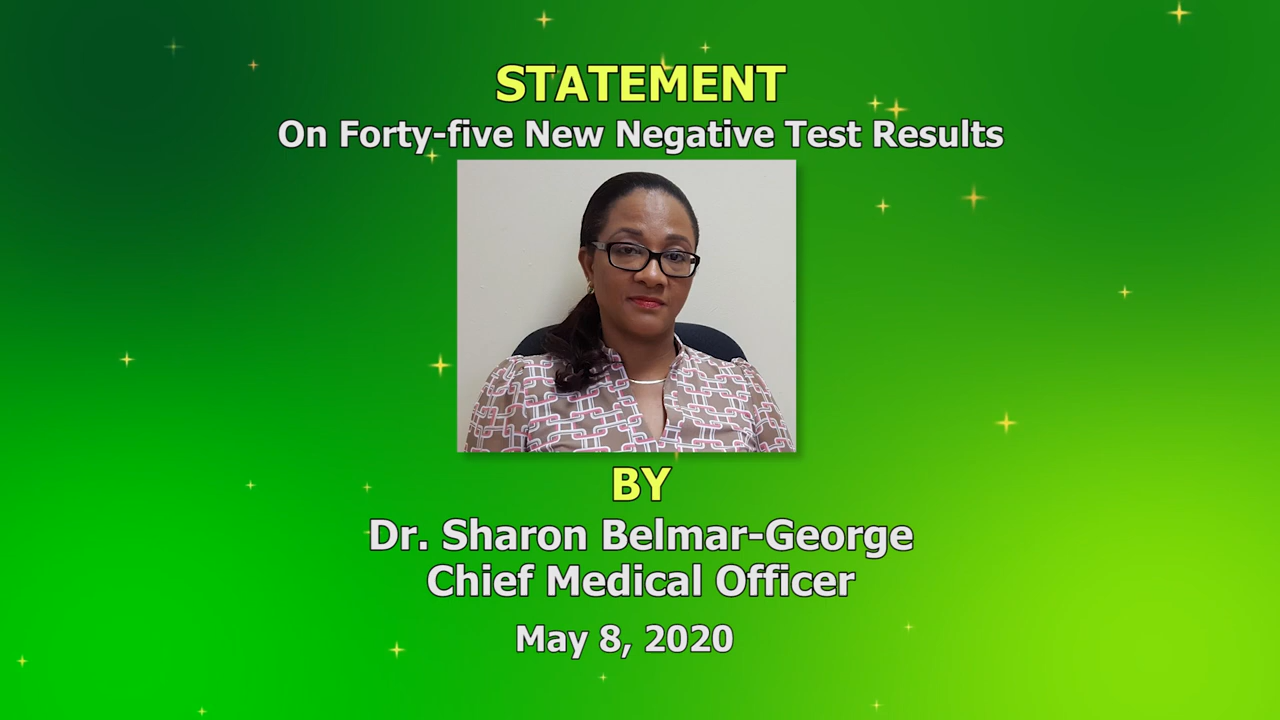 STATEMENT
On Forty-five New Negative Test Results
BY
Dr. Sharon Belmar-George
Chief Medical Officer
May 8, 2020